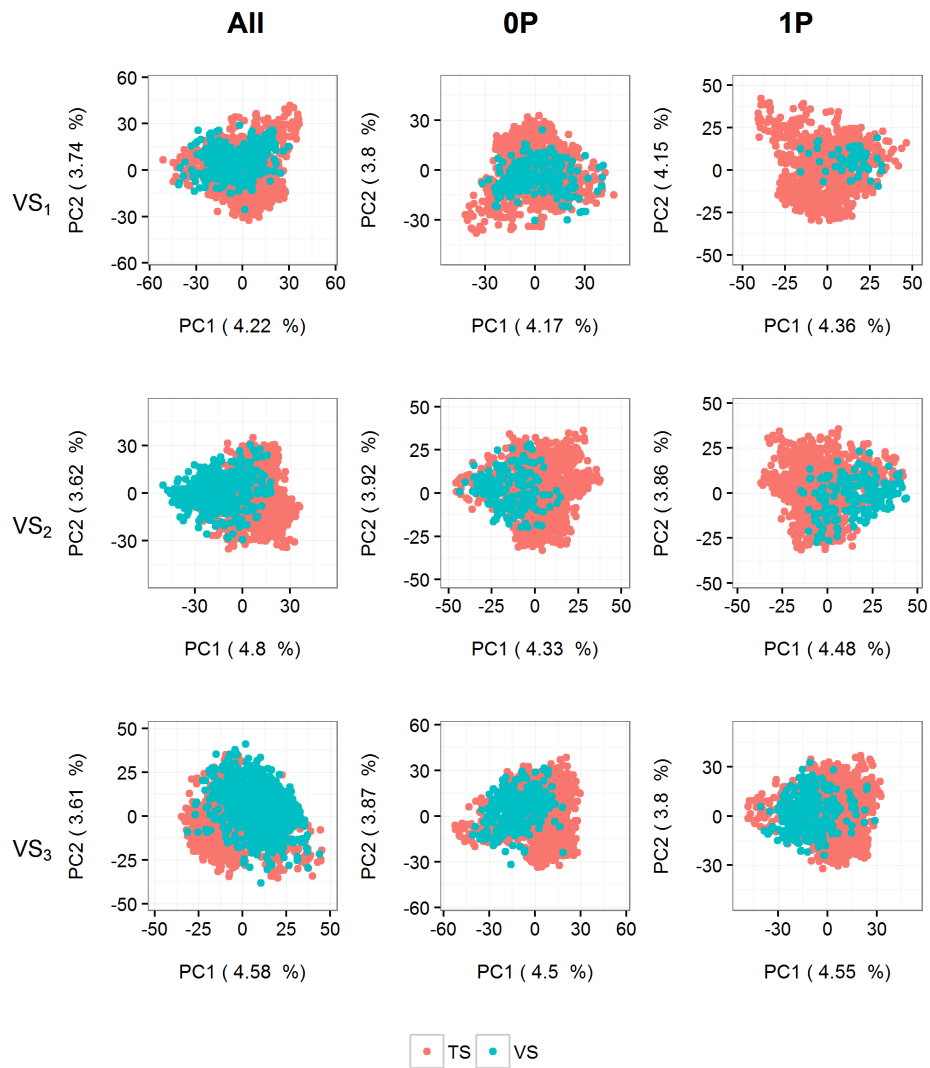 All 0P 1P
VS1
PC2 ( 3.74 %)
60
30
0
-30
-60
-60 -30 0 30 60
PC1 ( 4.22 %)
PC2 ( 3.8 %)
30
0
-30
-30 0 30
PC1 ( 4.17 %)
PC2 ( 4.15 %)
50
25
0
-25
-50
-50 -25 0 25 50
PC1 ( 4.36 %)
VS2
PC2 ( 3.62 %)
30
0
-30
-30 0 30
PC1 ( 4.8 %)
PC2 ( 3.92 %)
50
25
0
-25
-50
-50 -25 0 25 50
PC1 ( 4.33 %)
PC2 ( 3.86 %)
50
25
0
-25
-50
-50 -25 0 25 50
PC1 ( 4.48 %)
VS3
PC2 ( 3.61 %)
50
25
0
-25
-50
-50 -25 0 25 50
PC1 ( 4.58 %)
PC2 ( 3.87 %)
60
30
0
-30
-60
-60 -30 0 30 60
PC1 ( 4.5 %)
PC2 ( 3.8 %)
30
0
-30
-30 0 30
PC1 ( 4.55 %)
TS VS